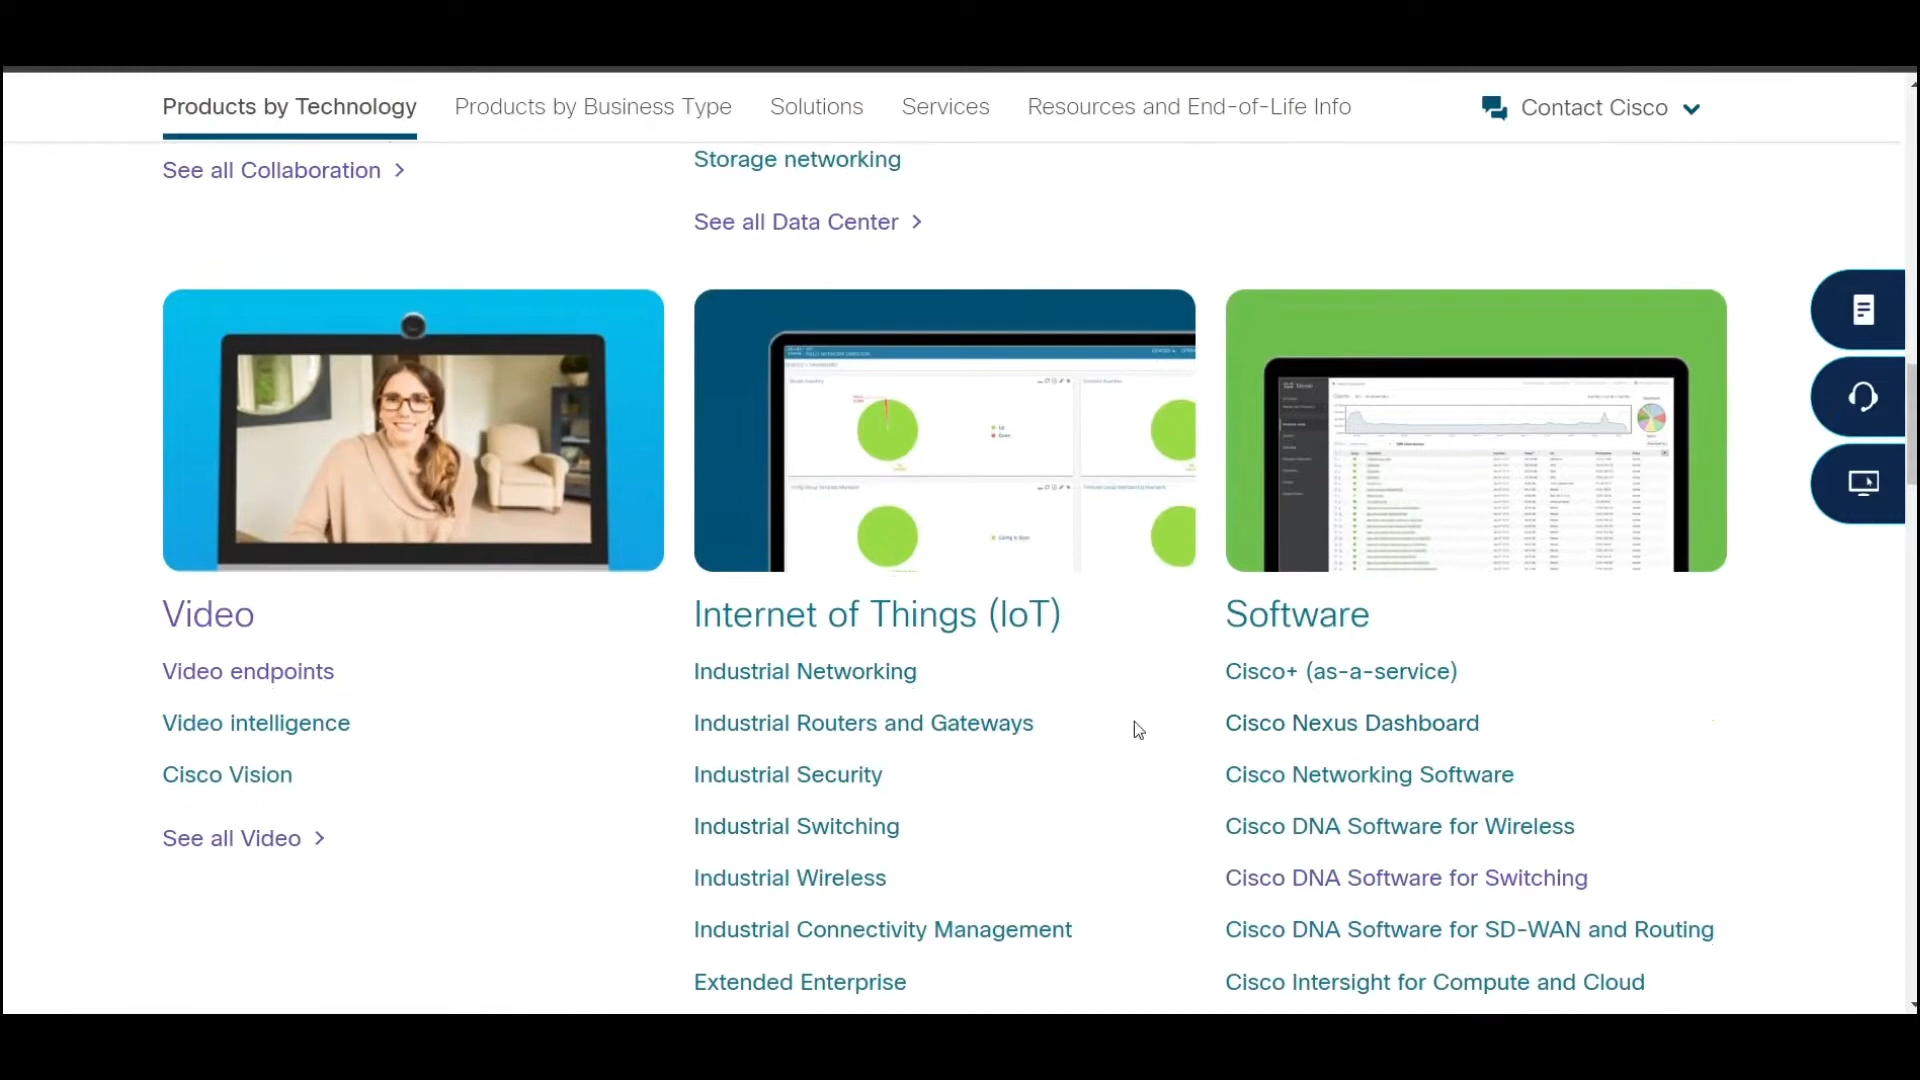 Products by Technology
Products by Business Type
Solutions
Services
Resources and End-of-Life Info
Contact Cisco
See all Collaboration
Storage networking
See all Data Center
Video
Video endpoints
Video intelligence
Cisco Vision
See all Video
Internet of Things (IoT)
Industrial Networking
Industrial Routers and Gateways
Industrial Security
Industrial Switching
Industrial Wireless
Industrial Connectivity Management
Extended Enterprise
Software
Cisco+ (as-a-service)
Cisco Nexus Dashboard
Cisco Networking Software
Cisco DNA Software for Wireless
Cisco DNA Software for Switching
Cisco DNA Software for SD-WAN and Routing
Cisco Intersight for Compute and Cloud